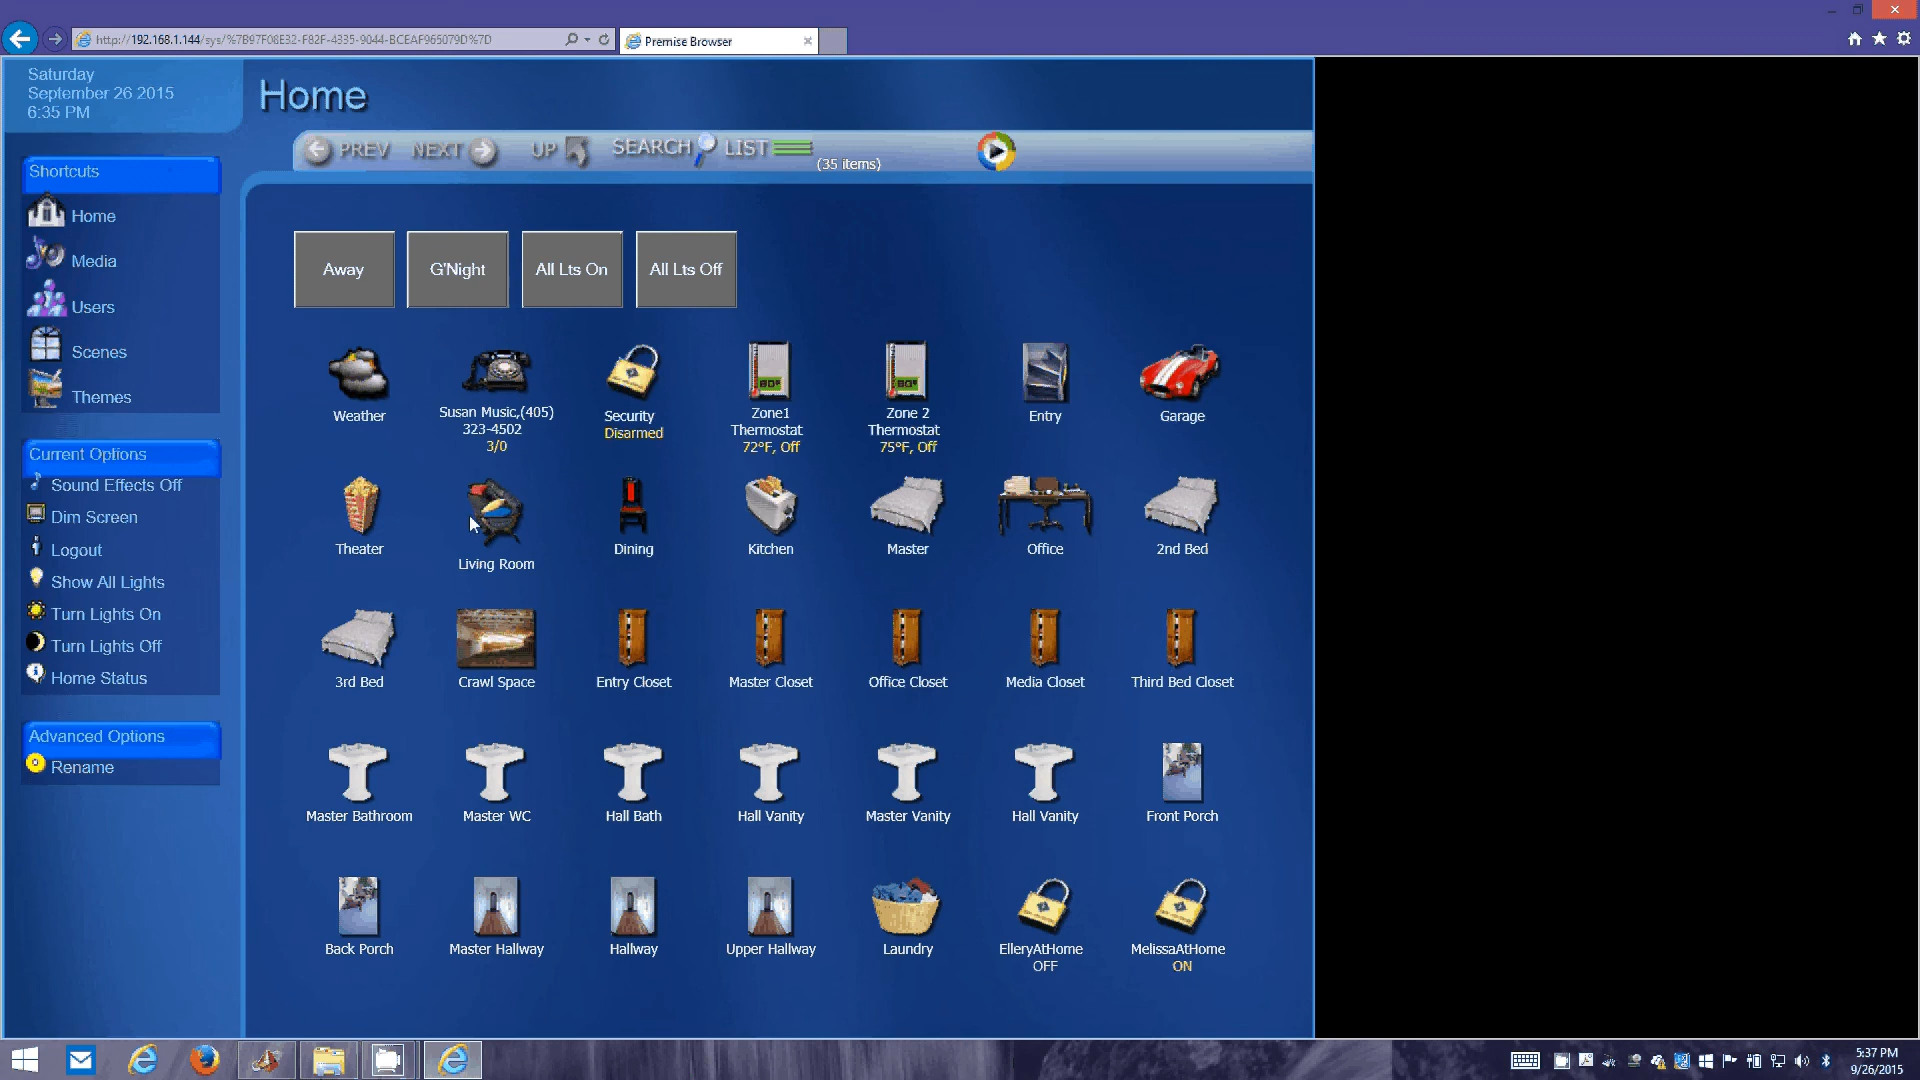 http://192.168.1.144/sys/%7B97F08E32-F82F-4335-9044-BCEAF965079D%7D
Premise Browser
Saturday
September 26 2015
6:35 PM
Home
PREV
NEXT
UP
SEARCH
LIST
(35 items)
Shortcuts
Home
Media
Users
Scenes
Themes
Current Options
Sound Effects Off
Dim Screen
Logout
Show All Lights
Turn Lights On
Turn Lights Off
Home Status
Advanced Options
Rename
Away
G'Night
All Lts On
All Lts Off
Weather
Susan Music,(405)
323-4502
3/0
Security
Disarmed
80°
Zone1
Thermostat
72°F, Off
80°
Zone 2
Thermostat
75°F, Off
Entry
Garage
Theater
Living Room
Dining
Kitchen
Master
Office
2nd Bed
3rd Bed
Crawl Space
Entry Closet
Master Closet
Office Closet
Media Closet
Third Bed Closet
Master Bathroom
Master WC
Hall Bath
Hall Vanity
Master Vanity
Hall Vanity
Front Porch
Back Porch
Master Hallway
Hallway
Upper Hallway
Laundry
ElleryAtHome
OFF
MelissaAtHome
ON
5:37 PM
9/26/2015